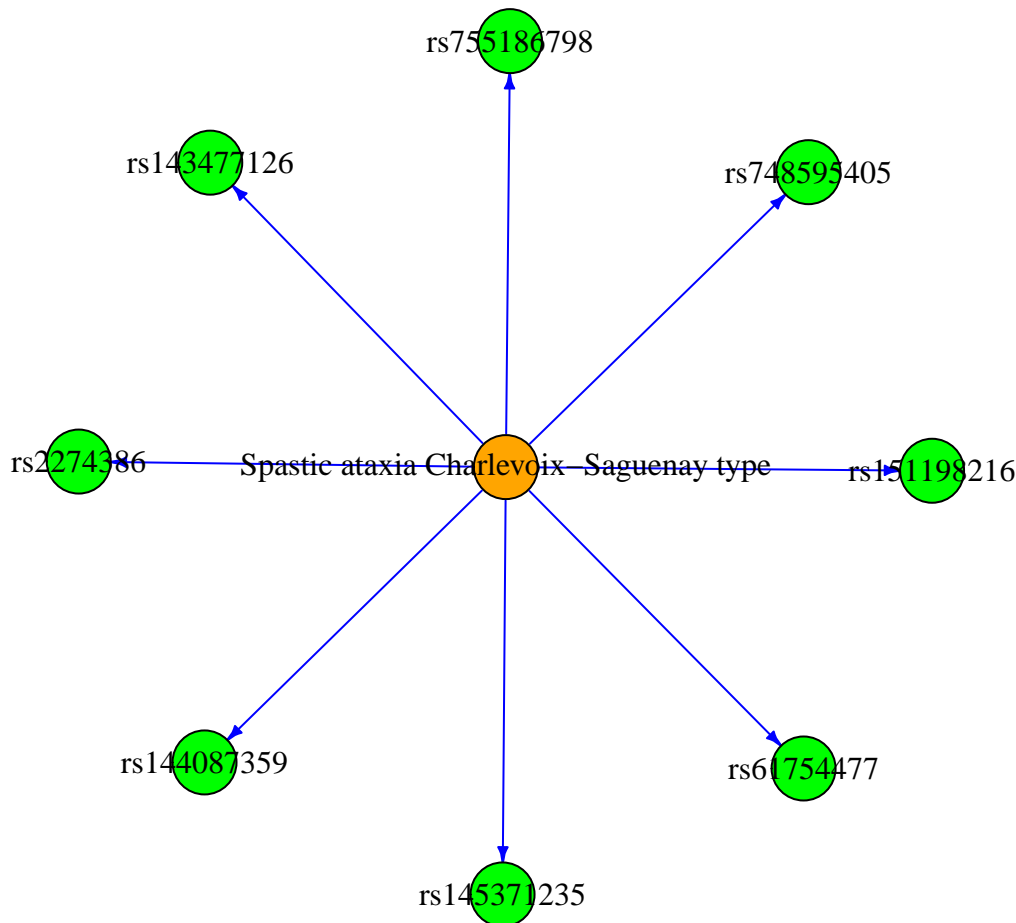 rs755186798
rs143477126
rs748595405
rs2274386
Spastic ataxia Charlevoix−Saguenay type
rs151198216
rs144087359
rs61754477
rs145371235